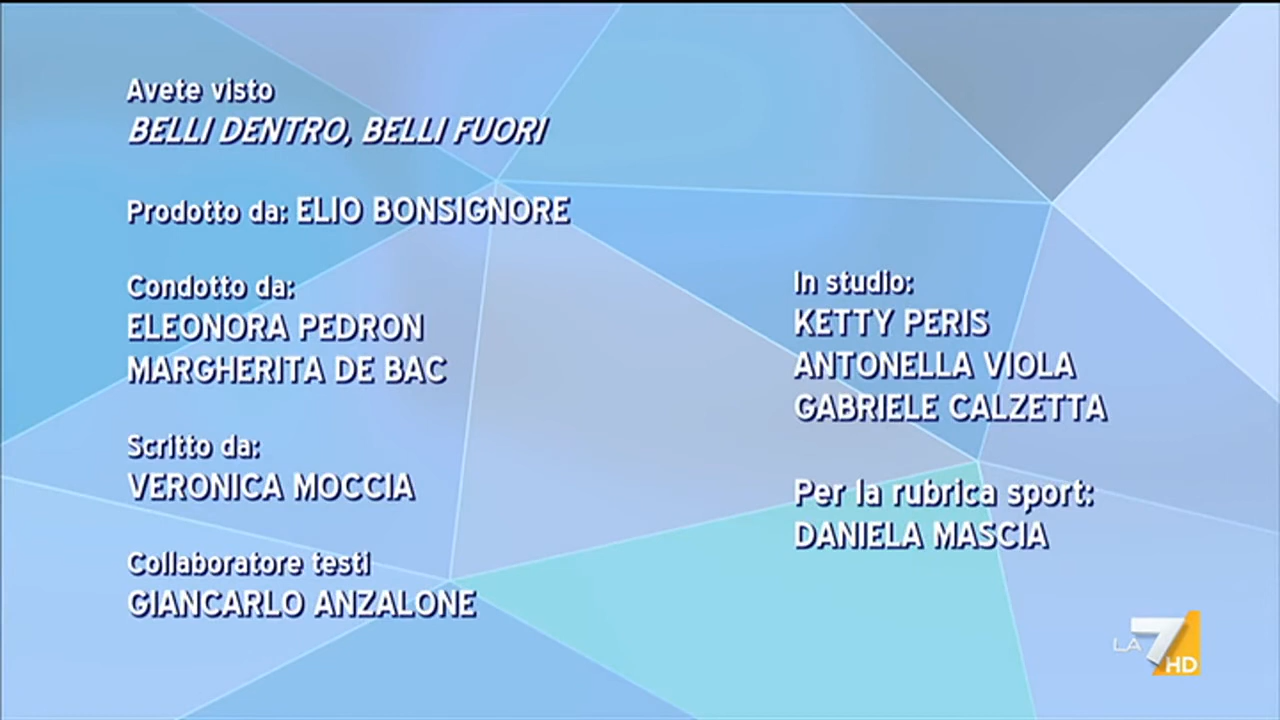 Avete visto
BELLI DENTRO, BELLI FUORI
Prodotto da: ELIO BONSIGNORE
Condotto da:
ELEONORA PEDRON
MARGHERITA DE BAC
Scritto da:
VERONICA MOCCIA
Collaboratore testi
GIANCARLO ANZALONE
In studio:
KETTY PERIS
ANTONELLA VIOLA
GABRIELE CALZETTA
Per la rubrica sport:
DANIELA MASCIA
LA 7 HD